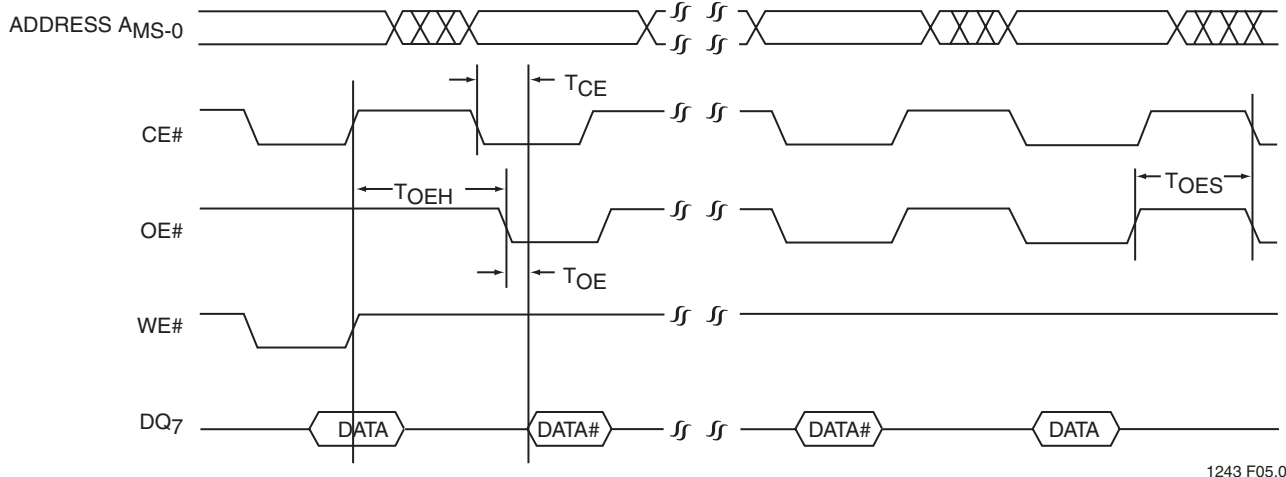 ADDRESS AMS-0
TCE
CE#
TOEH
TOES
OE#
TOE
WE#
DQ7
DATA
DATA#
DATA#
DATA
1243 F05.0